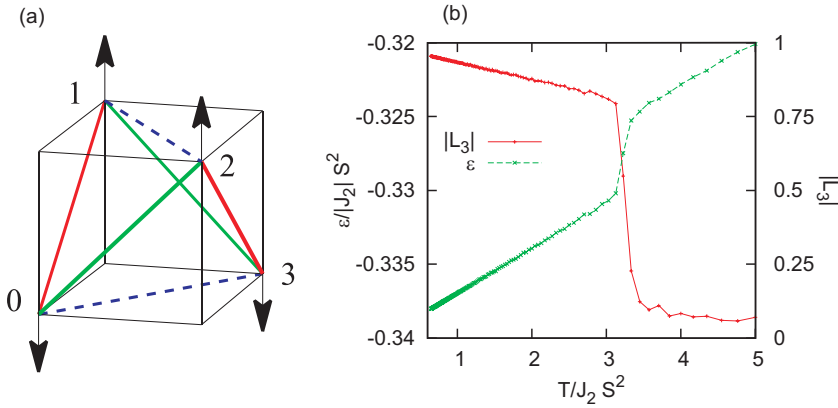 (a)
1
2
0
3
(b)
-0.32
-0.325
-0.33
-0.335
-0.34
ε/|J₂| S²
|L₃|
ε
1
0.75
0.5
0.25
0
|L₃|
1
2
3
4
5
T/J₂ S²